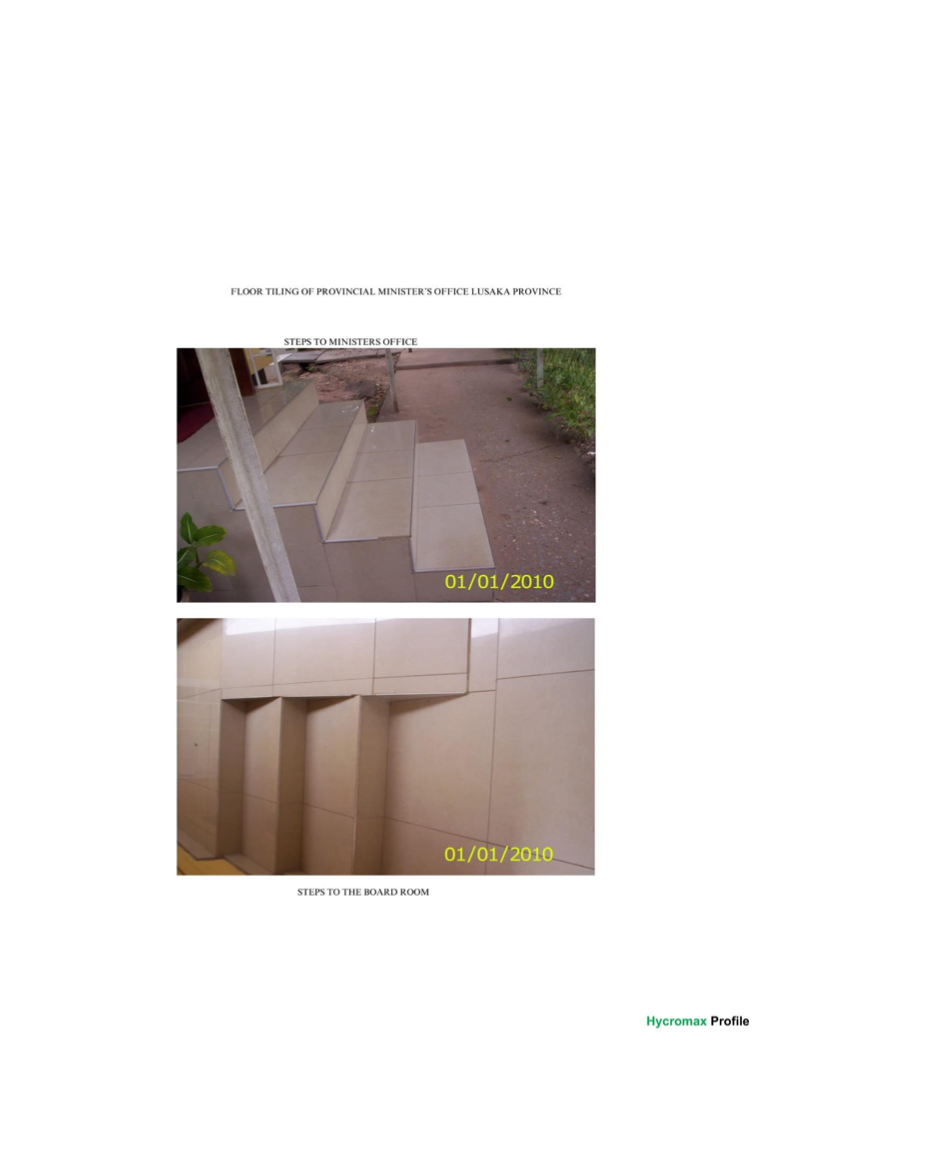 FLOOR TILING OF PROVINCIAL MINISTER'S OFFICE LUSAKA PROVINCE
STEPS TO MINISTERS OFFICE
01/01/2010
01/01/2010
STEPS TO THE BOARD ROOM
Hycromax Profile